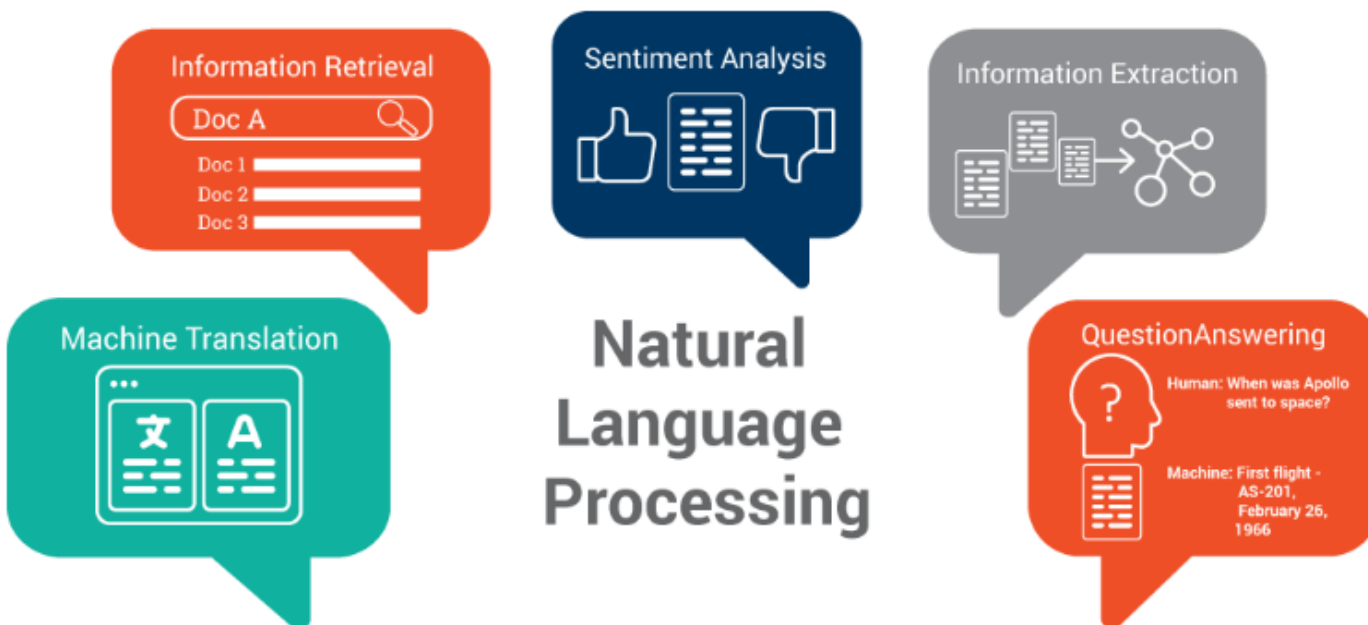 Information Retrieval
Doc A
Doc 1
Doc 2
Doc 3
Sentiment Analysis
Information Extraction
Machine Translation
文 A
Natural
Language
Processing
QuestionAnswering
?
Human: When was Apollo
sent to space?
Machine: First flight -
AS-201,
February 26,
1966